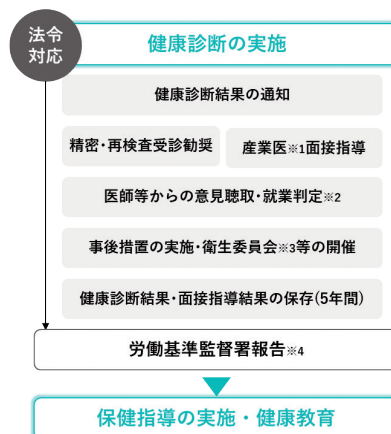 法令
対応
健康診断の実施
健康診断結果の通知
精密・再検査受診勧奨
産業医※1面接指導
医師等からの意見聴取・就業判定※2
事後措置の実施・衛生委員会※3等の開催
健康診断結果・面接指導結果の保存(5年間)
労働基準監督署報告※4
保健指導の実施・健康教育